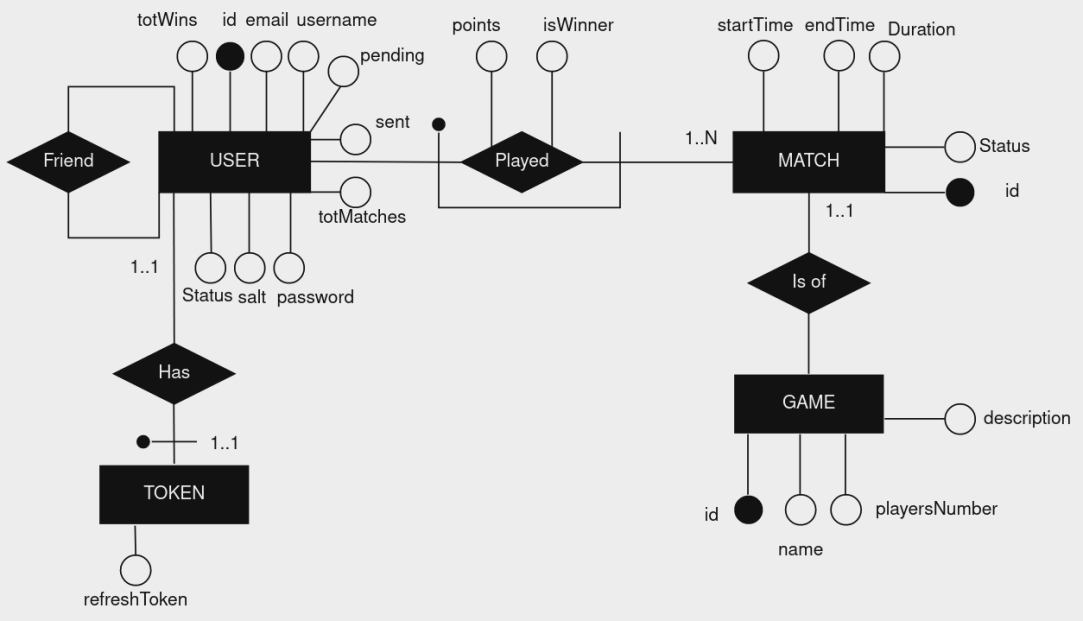 totWins
id
email
username
pending
points
isWinner
startTime
endTime
Duration
sent
Friend
USER
Played
1..N
MATCH
Status
id
totMatches
1..1
1..1
Status
salt
password
Is of
Has
GAME
description
1..1
TOKEN
id
playersNumber
name
refreshToken